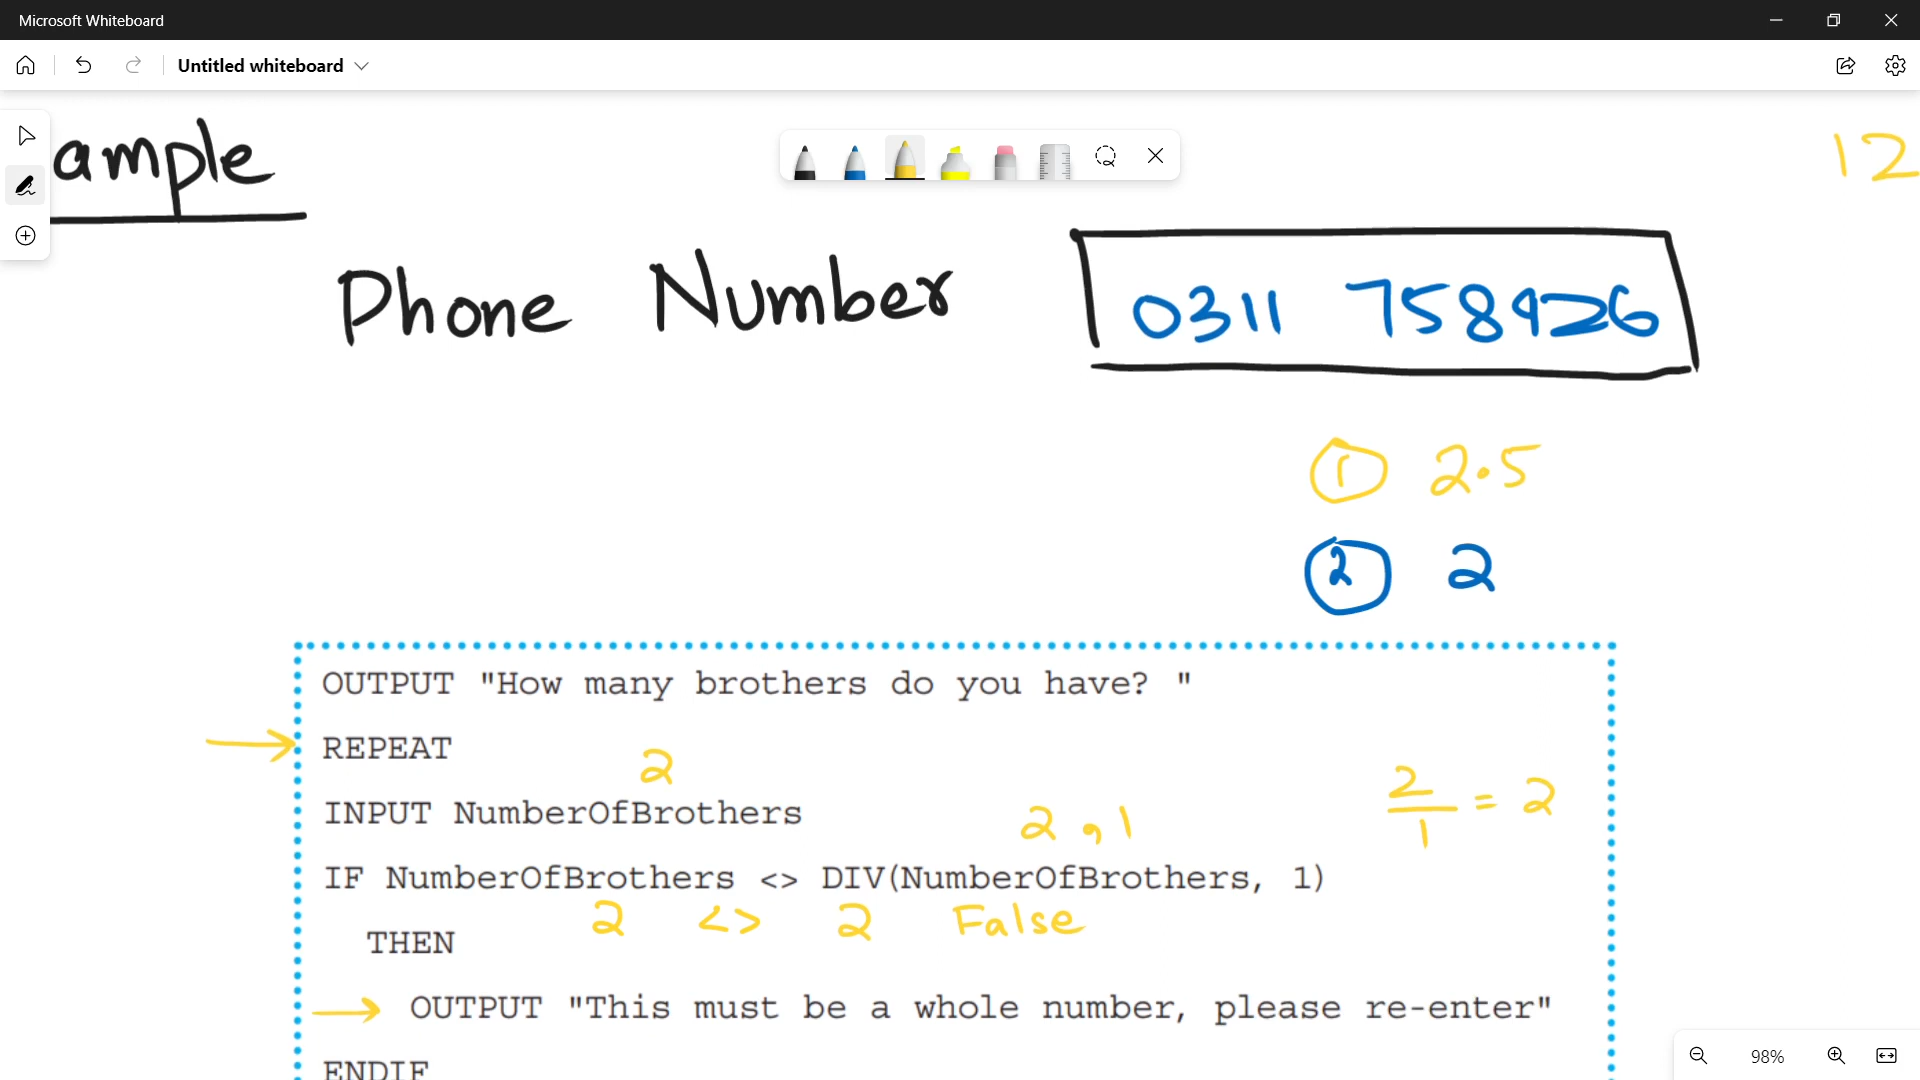 Microsoft Whiteboard
Untitled whiteboard
ample
12
Phone Number 0311 758926
1 2.5
2 2
OUTPUT "How many brothers do you have? "
REPEAT
2
INPUT NumberOfBrothers
2,1
2/1 = 2
IF NumberOfBrothers <> DIV(NumberOfBrothers, 1)
2 <> 2 False
THEN
OUTPUT "This must be a whole number, please re-enter"
ENDIF
98%